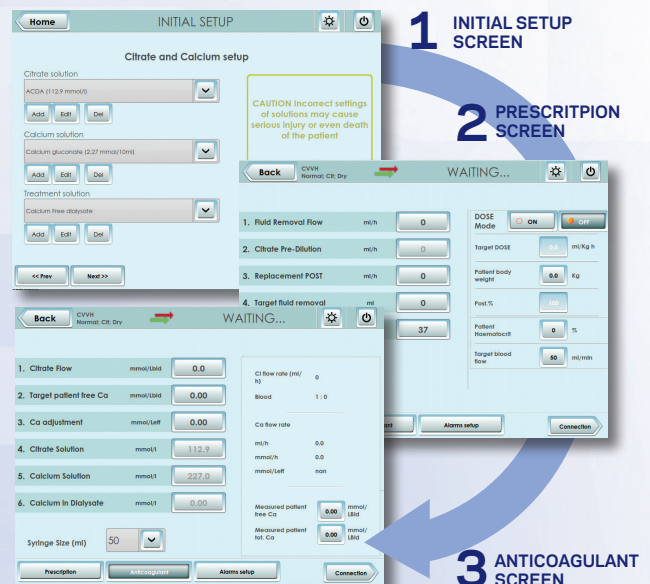 Home
INITIAL SETUP
Citrate and Calcium setup
Citrate solution
ACDA (112.9 mmol/l)
Add Edit Del
Calcium solution
Calcium gluconate (2.27 mmol/10ml)
Add Edit Del
Treatment solution
Calcium Free dialysate
Add Edit Del
<< Prev Next >>
CAUTION Incorrect settings
of solutions may cause
serious injury or even death
of the patient
1 INITIAL SETUP
SCREEN
2 PRESCRITPION
SCREEN
Back
CVVH
Normal; Cit; Dry
WAITING...
1. Fluid Removal Flow ml/h 0
2. Citrate Pre-Dilution ml/h 0
3. Replacement POST ml/h 0
4. Target fluid removal ml 0
37
DOSE
Mode
ON
OFF
Target DOSE 0.0 ml/Kg h
Patient body
weight
0.0 Kg
Post.% 100
Patient
Haematocrit
0 %
Target blood
flow
50 ml/min
Alarms setup
Connection
Back
CVVH
Normal; Cit; Dry
WAITING...
1. Citrate Flow mmol/Lbld 0.0
2. Target patient free Ca mmol/Lbld 0.00
3. Ca adjustment mmol/Leff 0.00
4. Citrate Solution mmol/l 112.9
5. Calcium Solution mmol/l 227.0
6. Calcium in Dialysate mmol/l 0.00
Syringe Size (ml) 50
Ci flow rate (ml/
h)
0
Blood 1 : 0
Ca flow rate
ml/h 0.0
mmol/h 0.0
mmol/Leff nan
Measured patient
free Ca
0.00
mmol/
LBld
Measured patient
tot. Ca
0.00
mmol/
LBld
Prescription
Anticoagulant
Alarms setup
Connection
3 ANTICOAGULANT
SCREEN